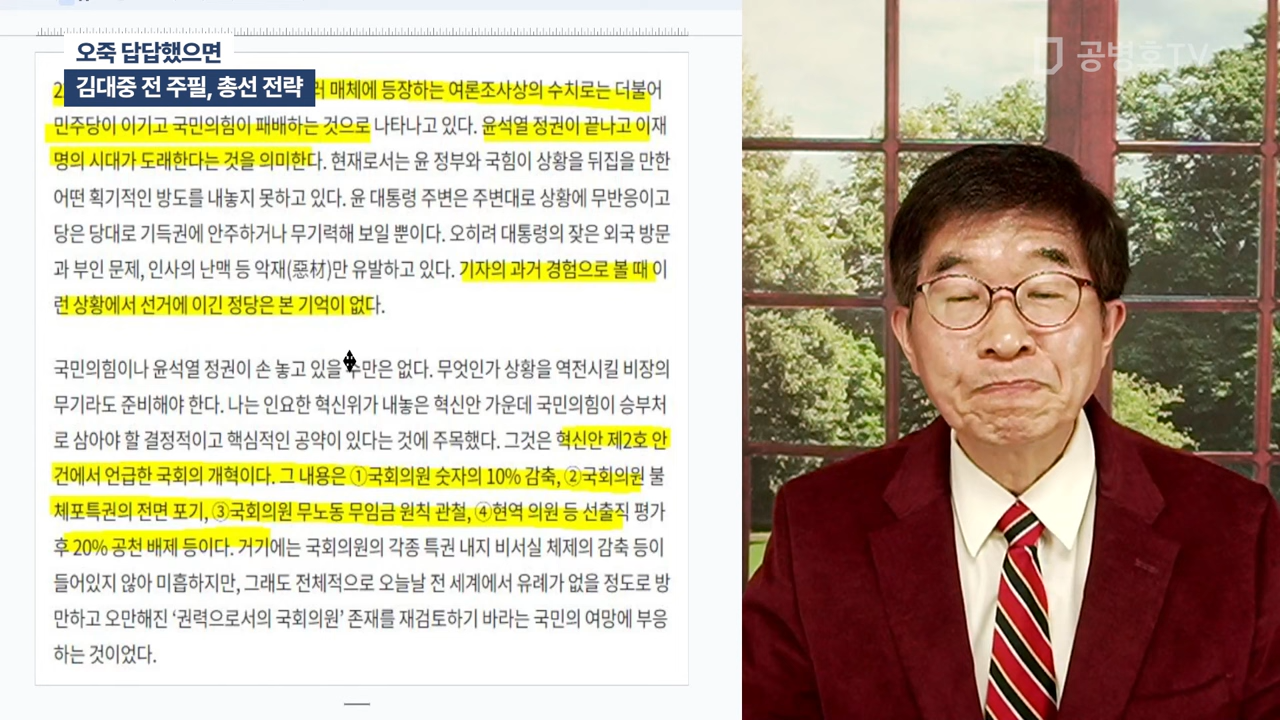 오죽 답답했으면
김대중 전 주필, 총선 전략
공병호TV
매체에 등장하는 여론조사상의 수치로는 더불어
민주당이 이기고 국민의힘이 패배하는 것으로 나타나고 있다. 윤석열 정권이 끝나고 이재
명의 시대가 도래한다는 것을 의미한다. 현재로서는 윤 정부와 국힘이 상황을 뒤집을 만한
어떤 획기적인 방도를 내놓지 못하고 있다. 윤 대통령 주변은 주변대로 상황에 무반응이고
당은 당대로 기득권에 안주하거나 무기력해 보일 뿐이다. 오히려 대통령의 잦은 외국 방문
과 부인 문제, 인사의 난맥 등 악재(惡材)만 유발하고 있다. 기자의 과거 경험으로 볼 때 이
런 상황에서 선거에 이긴 정당은 본 기억이 없다.
국민의힘이나 윤석열 정권이 손 놓고 있을 수만은 없다. 무엇인가 상황을 역전시킬 비장의
무기라도 준비해야 한다. 나는 인요한 혁신위가 내놓은 혁신안 가운데 국민의힘이 승부처
로 삼아야 할 결정적이고 핵심적인 공약이 있다는 것에 주목했다. 그것은 혁신안 제2호 안
건에서 언급한 국회의 개혁이다. 그 내용은 ①국회의원 숫자의 10% 감축, ②국회의원 불
체포특권의 전면 포기, ③국회의원 무노동 무임금 원칙 관철, ④현역 의원 등 선출직 평가
후 20% 공천 배제 등이다. 거기에는 국회의원의 각종 특권 내지 비서실 체제의 감축 등이
들어있지 않아 미흡하지만, 그래도 전체적으로 오늘날 전 세계에서 유례가 없을 정도로 방
만하고 오만해진 ‘권력으로서의 국회의원’ 존재를 재검토하기 바라는 국민의 여망에 부응
하는 것이었다.